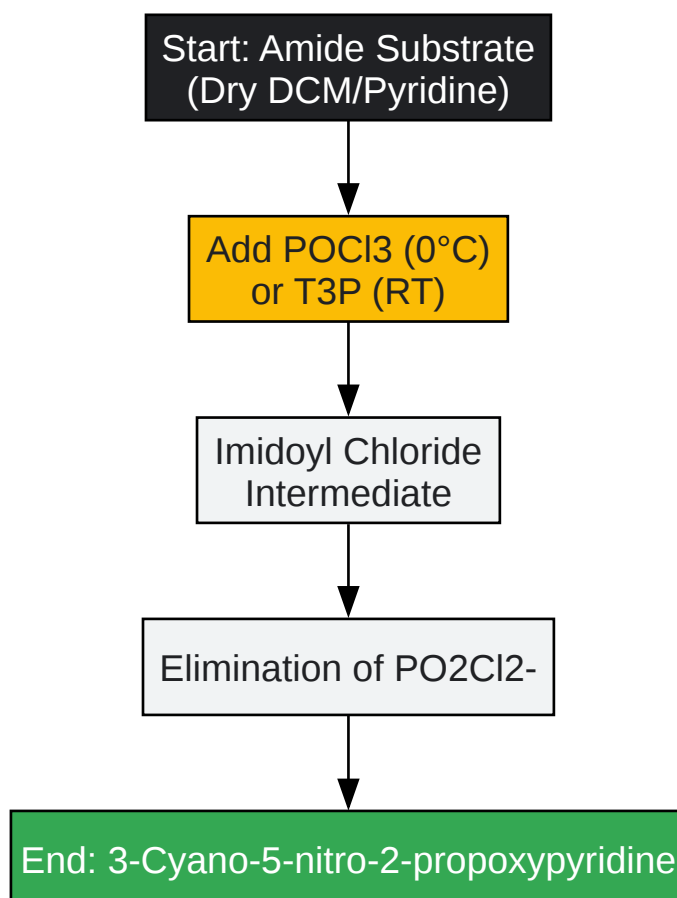 Start: Amide Substrate
(Dry DCM/Pyridine)
Add POCl3 (0°C)
or T3P (RT)
Imidoyl Chloride
Intermediate
Elimination of PO2Cl2-
End: 3-Cyano-5-nitro-2-propoxypyridine